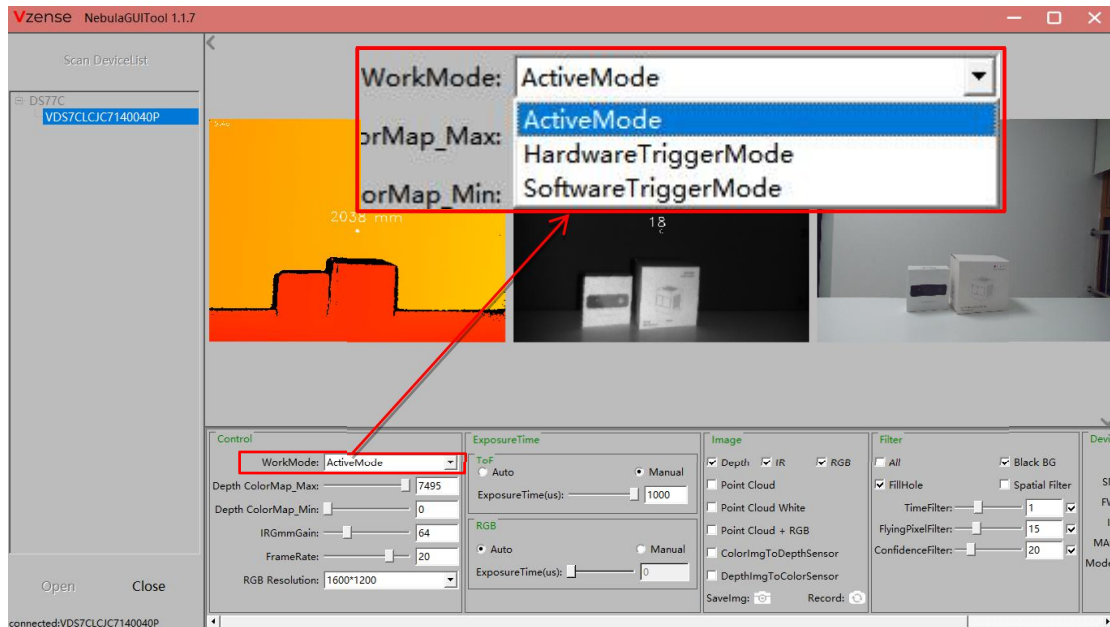 Vzense NebulaGUITool 1.1.7
Scan DeviceList
DS77C
VDS7CLCJC7140040P
WorkMode: ActiveMode
ActiveMode
HardwareTriggerMode
SoftwareTriggerMode
orMap_Max:
orMap_Min:
2038 mm
18
Control
WorkMode: ActiveMode
Depth ColorMap_Max: 7495
Depth ColorMap_Min: 0
IRGmmGain: 64
FrameRate: 20
RGB Resolution: 1600*1200
ExposureTime
ToF
Auto Manual
ExposureTime(us): 1000
RGB
Auto Manual
ExposureTime(us): 0
Image
Depth IR RGB
Point Cloud
Point Cloud White
Point Cloud + RGB
ColorImgToDepthSensor
DepthImgToColorSensor
SaveImg: Record:
Filter
All Black BG
FillHole Spatial Filter
TimeFilter: 1
FlyingPixelFilter: 15
ConfidenceFilter: 20
Devi
MA
Mode
Open Close
connected:VDS7CLCJC7140040P